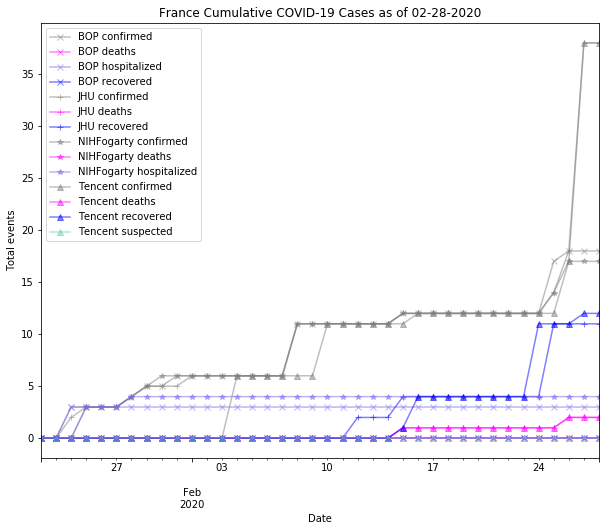 France Cumulative COVID-19 Cases as of 02-28-2020
BOP confirmed
BOP deaths
BOP hospitalized
BOP recovered
JHU confirmed
JHU deaths
JHU recovered
NIHFogarty confirmed
NIHFogarty deaths
NIHFogarty hospitalized
Tencent confirmed
Tencent deaths
Tencent recovered
Tencent suspected
Total events
35
30
25
20
15
10
5
0
27 03 10 17 24
Feb
2020
Date